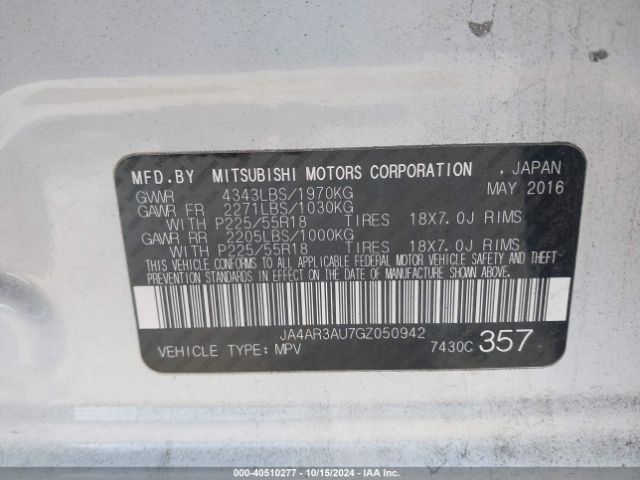 MFD.BY MITSUBISHI MOTORS CORPORATION . JAPAN
GVWR 4343LBS/1970KG MAY 2016
GAWR FR 2271LBS/1030KG
WITH P225/55R18 TIRES 18X7.0J RIMS
GAWR RR 2205LBS/1000KG
WITH P225/55R18 TIRES 18X7.0J RIMS
THIS VEHICLE CONFORMS TO ALL APPLICABLE FEDERAL MOTOR VEHICLE SAFETY AND THEFT
PREVENTION STANDARDS IN EFFECT ON THE DATE OF MANUFACTURE SHOWN ABOVE.
JA4AR3AU7GZ050942
VEHICLE TYPE: MPV 7430C 357
000-40510277 - 10/15/2024 - IAA Inc.